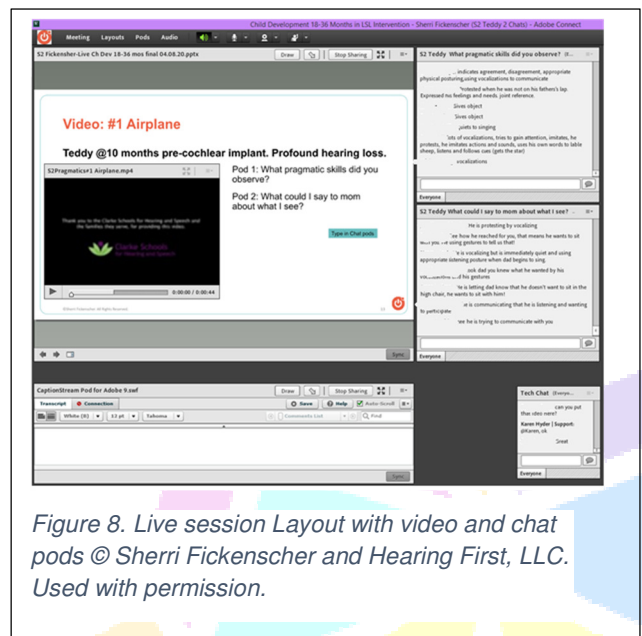 Child Development 18-36 Months in LSL Intervention - Sherri Fickenscher (S2 Teddy 2 Chats) - Adobe Connect
Meeting Layouts Pods Audio
S2 Fickensher-Live Ch Dev 18-36 mos final 04.08.20.pptx
Draw
Stop Sharing
Video: #1 Airplane
Teddy @10 months pre-cochlear implant. Profound hearing loss.
S2Pragmatics#1 Airplane.mp4
Thank you to the Clarke Schools for Hearing and Speech and
the families they serve, for providing this video.
Clarke Schools
for Hearing and Speech
0:00:00 / 0:00:44
Pod 1: What pragmatic skills did you
observe?
Pod 2: What could I say to mom
about what I see?
Type in Chat pods
Sync
S2 Teddy What pragmatic skills did you observe?
indicates agreement, disagreement, appropriate
physical posturing,using vocalizations to communicate
when he was not on his father's lap.
Expressed no feelings and needs. joint reference.
Gives object
Gives object
to singing
of vocalizations, tries to gain attention, imitates, he
protests, he imitates actions and sounds, uses his own words to lable
sheep, listens and follows cues (gets the star)
vocalizations
Everyone
S2 Teddy What could I say to mom about what I see?
He is protesting by vocalizing
how he reached for you, that means he wants to sit
using gestures to tell us that!
is vocalizing but is immediately quiet and using
appropriate listening posture when dad begins to sing
dad you knew what he wanted by his
his gestures
is letting dad know that he doesn't want to sit in the
high chair, he wants to sit with him!
is communicating that he is listening and wanting
to participate
he is trying to communicate with you
Everyone
CaptionStream Pod for Adobe 9.swf
Draw
Stop Sharing
Transcript Connection
Save Help Auto-Scroll
White (B) 12 pt Tahoma
Comments List
Find
Sync
Tech Chat
can you put
that video here?
Karen Hyder | Support:
@Karen, ok
Great
Everyone
Figure 8. Live session Layout with video and chat
pods © Sherri Fickenscher and Hearing First, LLC.
Used with permission.